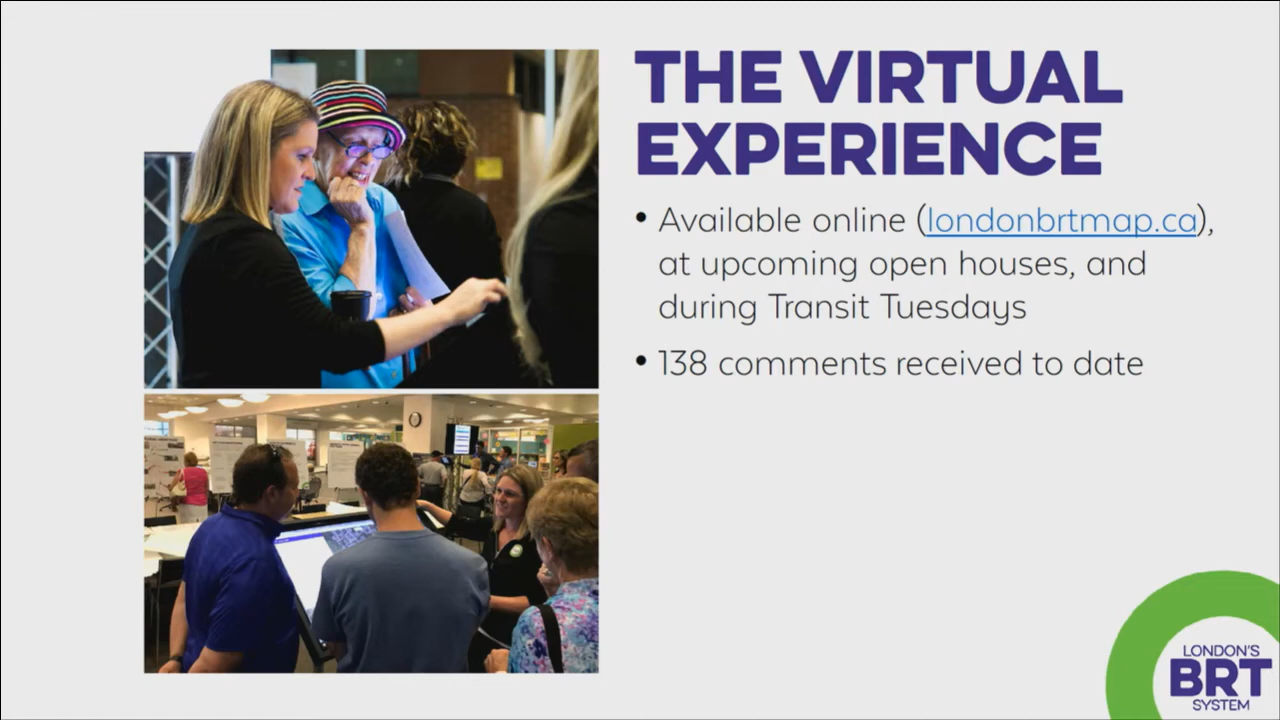 THE VIRTUAL
EXPERIENCE
• Available online (londonbrtmap.ca),
at upcoming open houses, and
during Transit Tuesdays
• 138 comments received to date
LONDON'S
BRT
SYSTEM